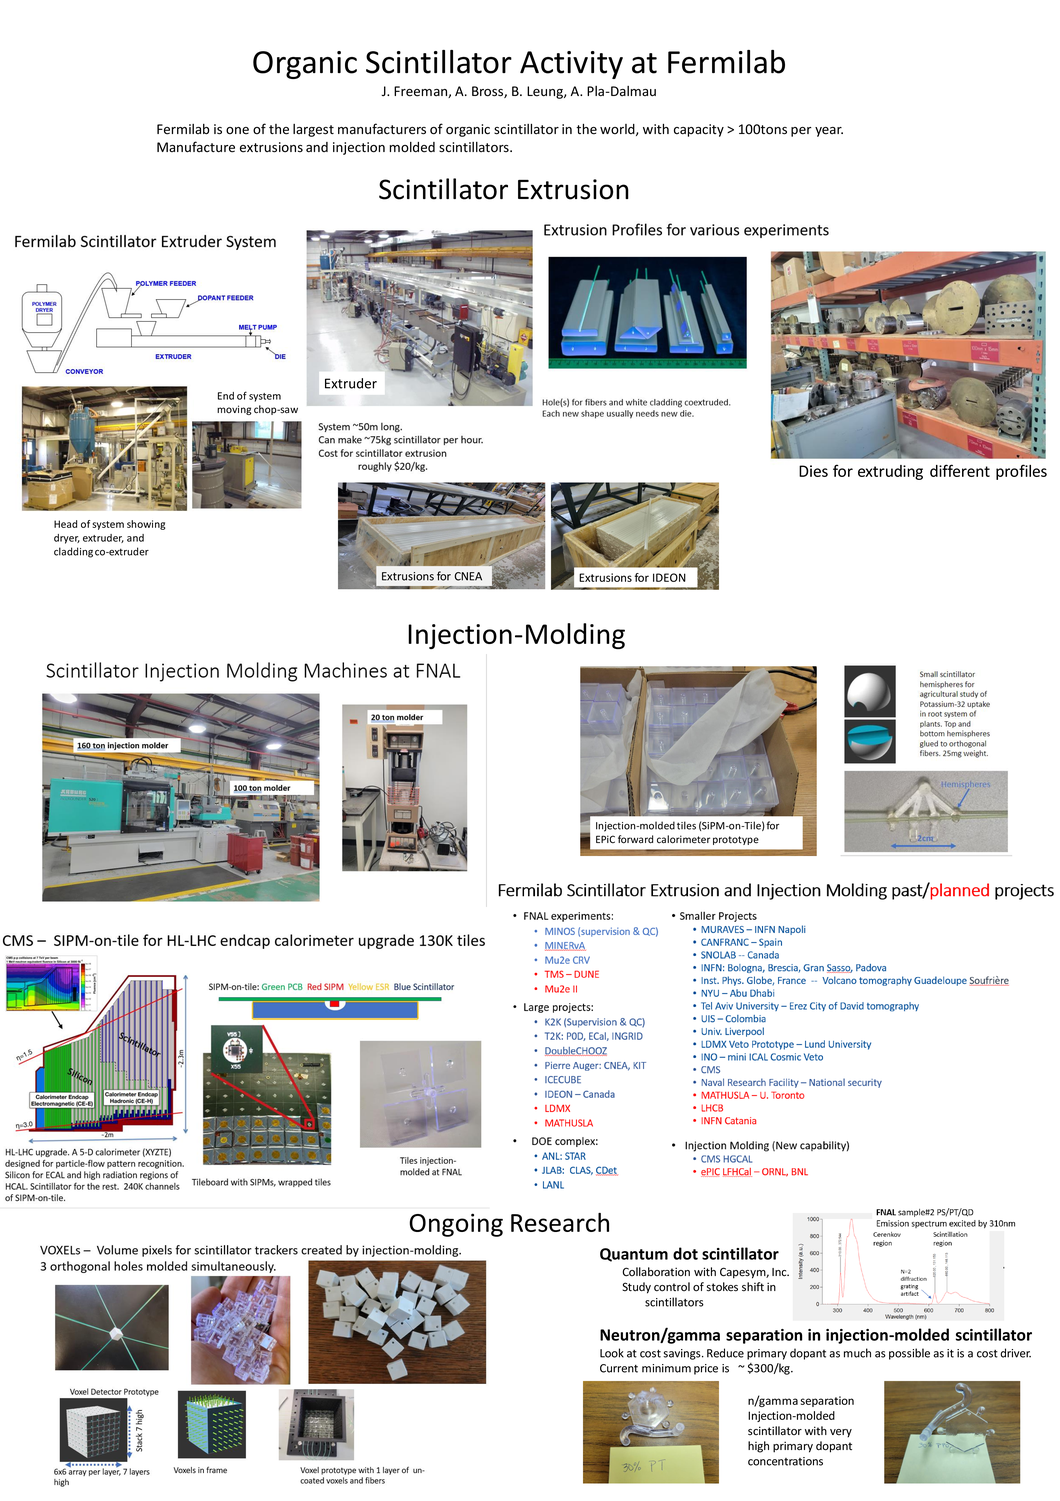 Organic Scintillator Activity at Fermilab
J. Freeman, A. Bross, B. Leung, A. Pla-Dalmau
Fermilab is one of the largest manufacturers of organic scintillator in the world, with capacity > 100tons per year.
Manufacture extrusions and injection molded scintillators.
Scintillator Extrusion
Fermilab Scintillator Extruder System
POLYMER DRYER
POLYMER FEEDER
DOPANT FEEDER
MELT PUMP
EXTRUDER
DIE
CONVEYOR
End of system
moving chop-saw
Head of system showing
dryer, extruder, and
cladding co-extruder
Extruder
System ~50m long.
Can make ~75kg scintillator per hour.
Cost for scintillator extrusion
roughly $20/kg.
Extrusion Profiles for various experiments
Hole(s) for fibers and white cladding coextruded.
Each new shape usually needs new die.
Dies for extruding different profiles
Extrusions for CNEA
Extrusions for IDEON
Injection-Molding
Scintillator Injection Molding Machines at FNAL
160 ton injection molder
100 ton molder
20 ton molder
Injection-molded tiles (SiPM-on-Tile) for
EPiC forward calorimeter prototype
Small scintillator
hemispheres for
agricultural study of
Potassium-32 uptake
in root system of
plants. Top and
bottom hemispheres
glued to orthogonal
fibers. 25mg weight.
Hemispheres
2cm
CMS – SIPM-on-tile for HL-LHC endcap calorimeter upgrade 130K tiles
η=1.5
η=3.0
Scintillator
Silicon
Calorimeter Endcap
Electromagnetic (CE-E)
Calorimeter Endcap
Hadronic (CE-H)
~2.3m
~2m
HL-LHC upgrade. A 5-D calorimeter (XYZTE)
designed for particle-flow pattern recognition.
Silicon for ECAL and high radiation regions of
HCAL. Scintillator for the rest. 240K channels
of SIPM-on-tile.
SIPM-on-tile: Green PCB Red SIPM Yellow ESR Blue Scintillator
Tileboard with SIPMs, wrapped tiles
Tiles injection-
molded at FNAL
Fermilab Scintillator Extrusion and Injection Molding past/planned projects
• FNAL experiments:
• MINOS (supervision & QC)
• MINERvA
• Mu2e CRV
• TMS – DUNE
• Mu2e II
• Large projects:
• K2K (Supervision & QC)
• T2K: P0D, ECal, INGRID
• DoubleCHOOZ
• Pierre Auger: CNEA, KIT
• ICECUBE
• IDEON – Canada
• LDMX
• MATHUSLA
• DOE complex:
• ANL: STAR
• JLAB: CLAS, CDet
• LANL
• Smaller Projects
• MURAVES – INFN Napoli
• CANFRANC – Spain
• SNOLAB -- Canada
• INFN: Bologna, Brescia, Gran Sasso, Padova
• Inst. Phys. Globe, France -- Volcano tomography Guadeloupe Soufrière
• NYU – Abu Dhabi
• Tel Aviv University – Erez City of David tomography
• UIS – Colombia
• Univ. Liverpool
• LDMX Veto Prototype – Lund University
• INO – mini ICAL Cosmic Veto
• CMS
• Naval Research Facility – National security
• MATHUSLA – U. Toronto
• LHCB
• INFN Catania
• Injection Molding (New capability)
• CMS HGCAL
• ePIC LFHCal – ORNL, BNL
Ongoing Research
VOXELs – Volume pixels for scintillator trackers created by injection-molding.
3 orthogonal holes molded simultaneously.
Voxel Detector Prototype
Stack 7 high
6x6 array per layer, 7 layers
high
Voxels in frame
Voxel prototype with 1 layer of un-
coated voxels and fibers
Quantum dot scintillator
Collaboration with Capesym, Inc.
Study control of stokes shift in
scintillators
FNAL sample#2 PS/PT/QD
Emission spectrum excited by 310nm
Cerenkov
region
Scintillation
region
N=2
diffraction
grating
artifact
Intensity (a.u.)
1000
800
600
400
200
0
300 400 500 600 700 800
Wavelength (nm)
Neutron/gamma separation in injection-molded scintillator
Look at cost savings. Reduce primary dopant as much as possible as it is a cost driver.
Current minimum price is ~ $300/kg.
n/gamma separation
Injection-molded
scintillator with very
high primary dopant
concentrations
30% PT